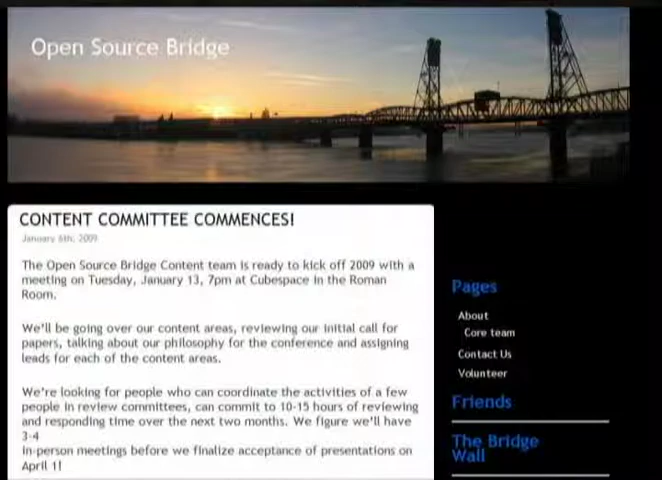 Open Source Bridge
CONTENT COMMITTEE COMMENCES!
January 6th, 2009
The Open Source Bridge Content team is ready to kick off 2009 with a
meeting on Tuesday, January 13, 7pm at Cubespace in the Roman
Room.
We'll be going over our content areas, reviewing our initial call for
papers, talking about our philosophy for the conference and assigning
leads for each of the content areas.
We're looking for people who can coordinate the activities of a few
people in review committees, can commit to 10-15 hours of reviewing
and responding time over the next two months. We figure we'll have
3-4
in-person meetings before we finalize acceptance of presentations on
April 1!
Pages
About
Core team
Contact Us
Volunteer
Friends
The Bridge
Wall